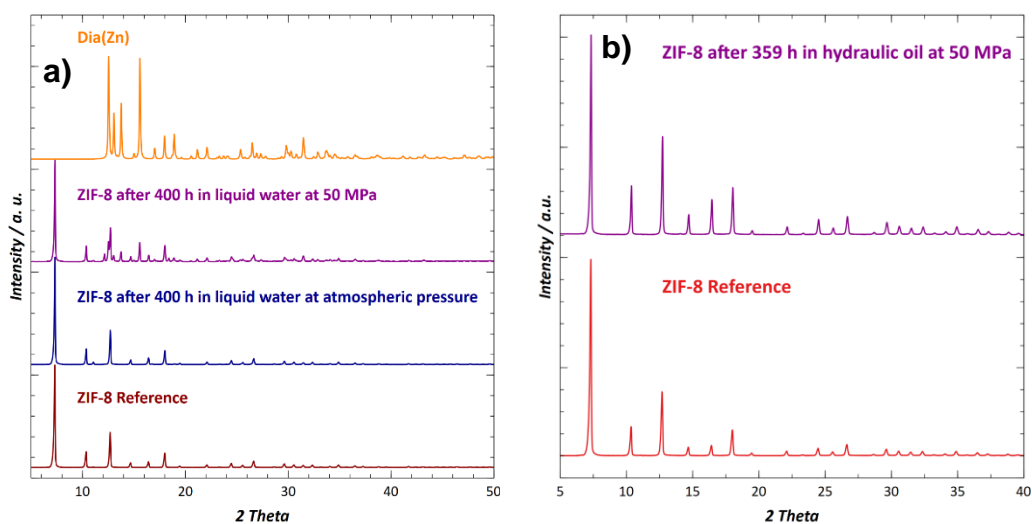 a)
Dia(Zn)
ZIF-8 after 400 h in liquid water at 50 MPa
ZIF-8 after 400 h in liquid water at atmospheric pressure
ZIF-8 Reference
Intensity / a. u.
10 20 30 40 50
2 Theta
b)
ZIF-8 after 359 h in hydraulic oil at 50 MPa
ZIF-8 Reference
Intensity / a.u.
5 10 15 20 25 30 35 40
2 Theta